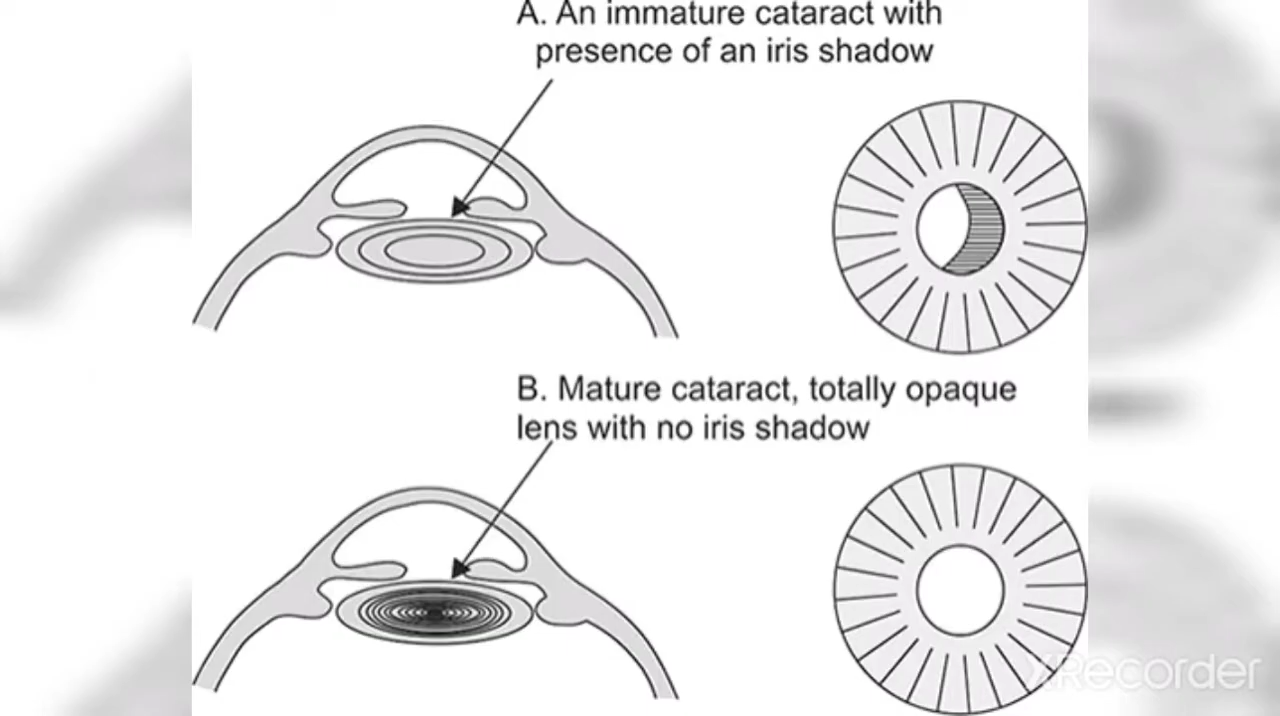 A. An immature cataract with
presence of an iris shadow
B. Mature cataract, totally opaque
lens with no iris shadow
XRecorder